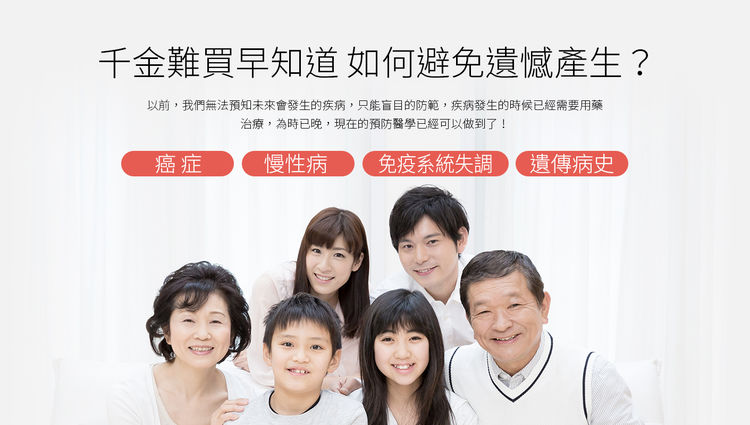 千金難買早知道 如何避免遺憾產生？
以前，我們無法預知未來會發生的疾病，只能盲目的防範，疾病發生的時候已經需要用藥
治療，為時已晚，現在的預防醫學已經可以做到了！
癌 症 慢性病 免疫系統失調 遺傳病史